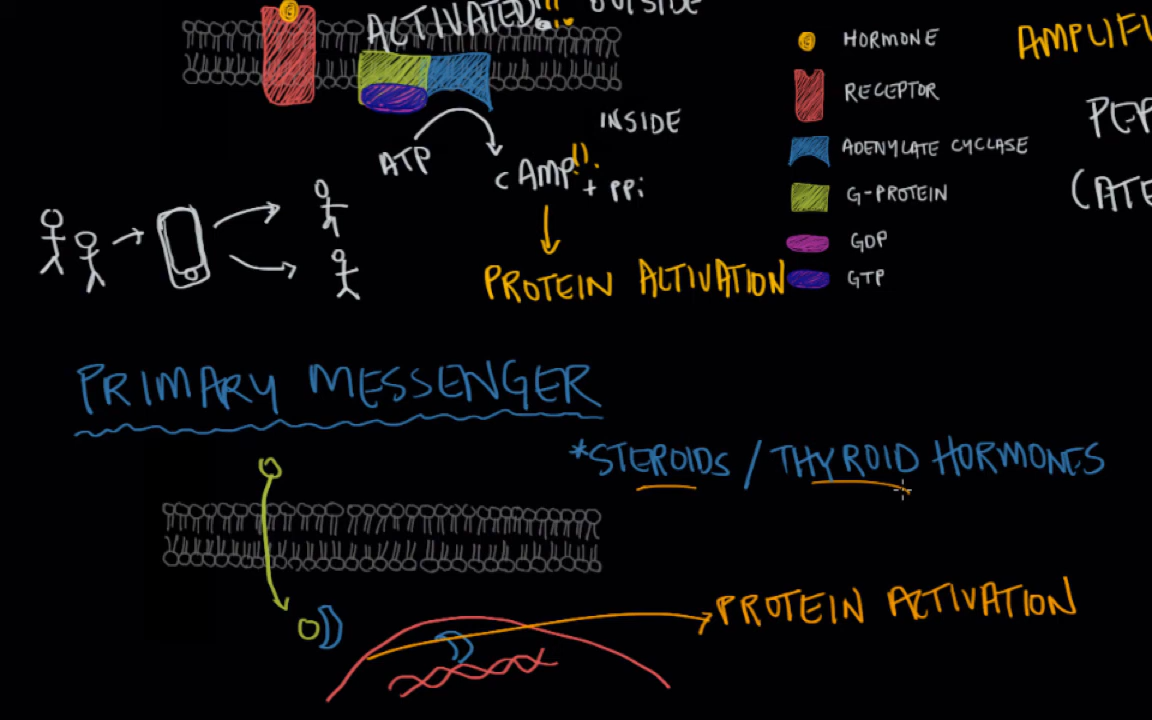 ACTIVATED!!!
OUTSIDE
HORMONE
RECEPTOR
INSIDE
ATP
cAMP!! + PPi
ADENYLATE CYCLASE
G-PROTEIN
GDP
GTP
PROTEIN ACTIVATION
PRIMARY MESSENGER
*STEROIDS / THYROID HORMONES
PROTEIN ACTIVATION